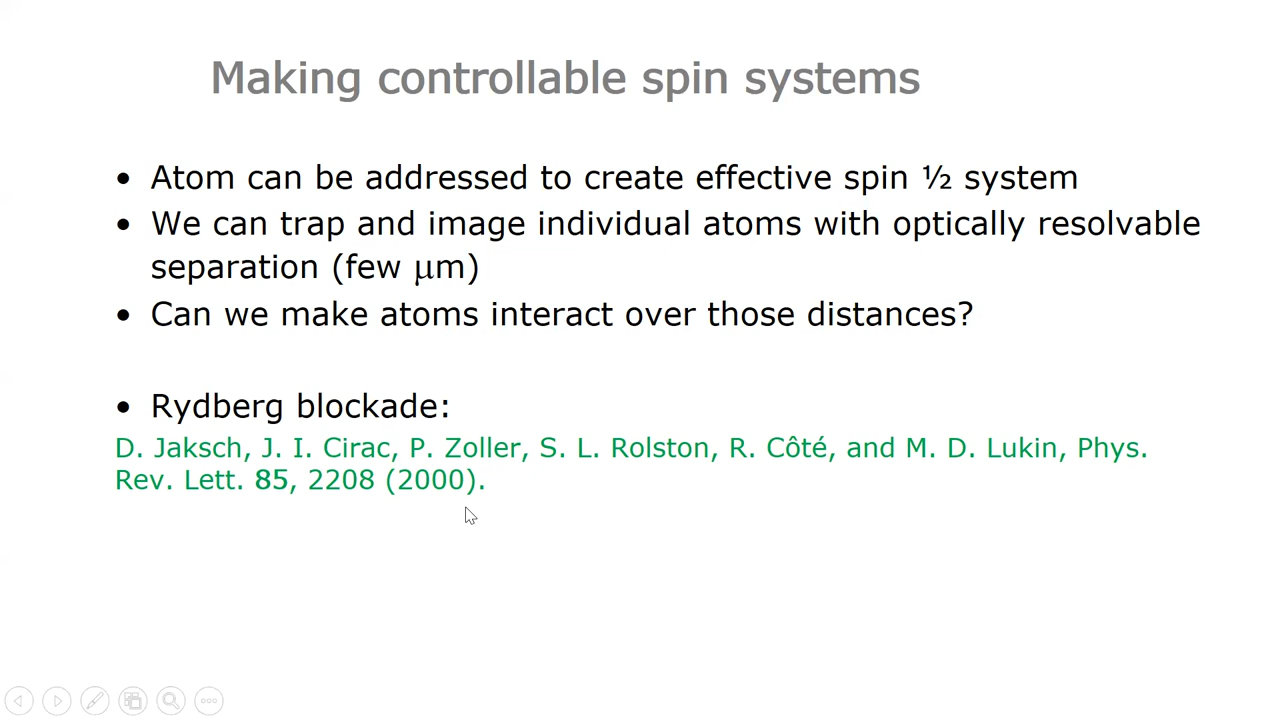 Making controllable spin systems
• Atom can be addressed to create effective spin ½ system
• We can trap and image individual atoms with optically resolvable
separation (few μm)
• Can we make atoms interact over those distances?
• Rydberg blockade:
D. Jaksch, J. I. Cirac, P. Zoller, S. L. Rolston, R. Côté, and M. D. Lukin, Phys.
Rev. Lett. 85, 2208 (2000).